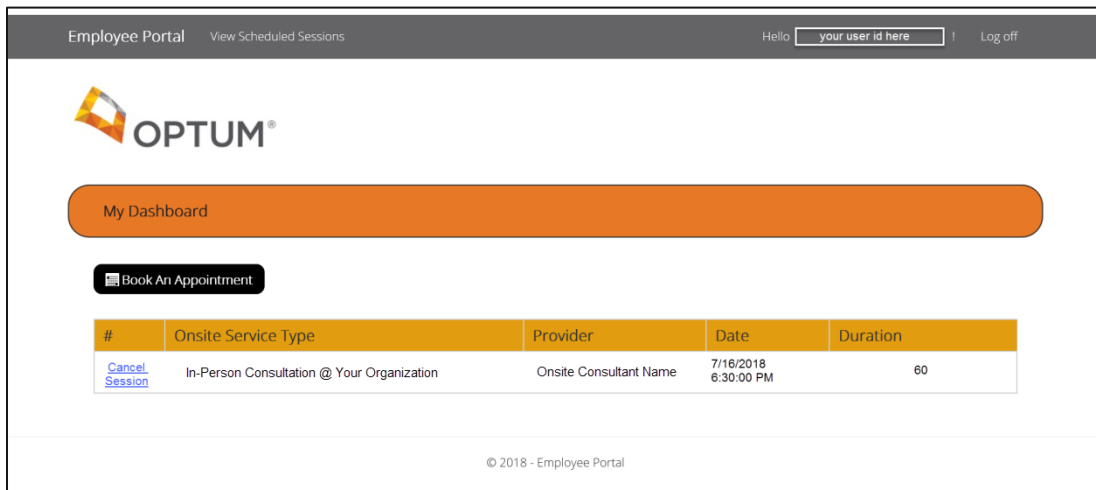 Employee Portal View Scheduled Sessions Hello your user id here ! Log off
OPTUM®
My Dashboard
Book An Appointment
# Onsite Service Type Provider Date Duration
Cancel Session In-Person Consultation @ Your Organization Onsite Consultant Name 7/16/2018 6:30:00 PM 60
© 2018 - Employee Portal